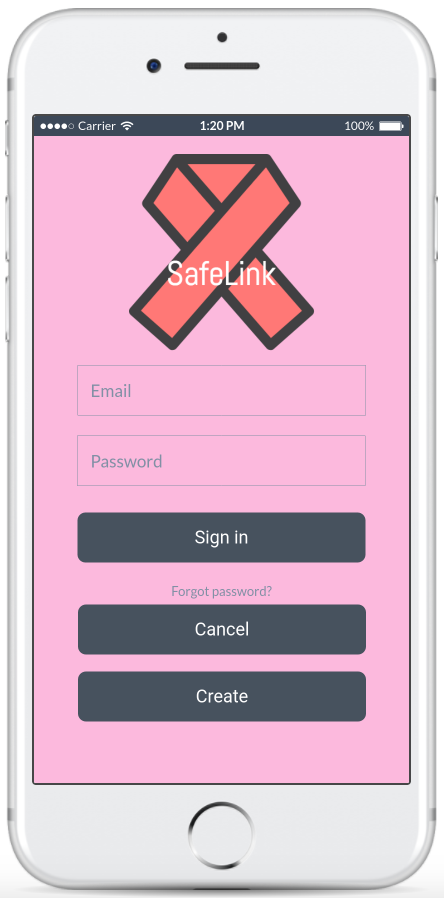 Carrier 1:20 PM 100%
SafeLink
Email
Password
Sign in
Forgot password?
Cancel
Create